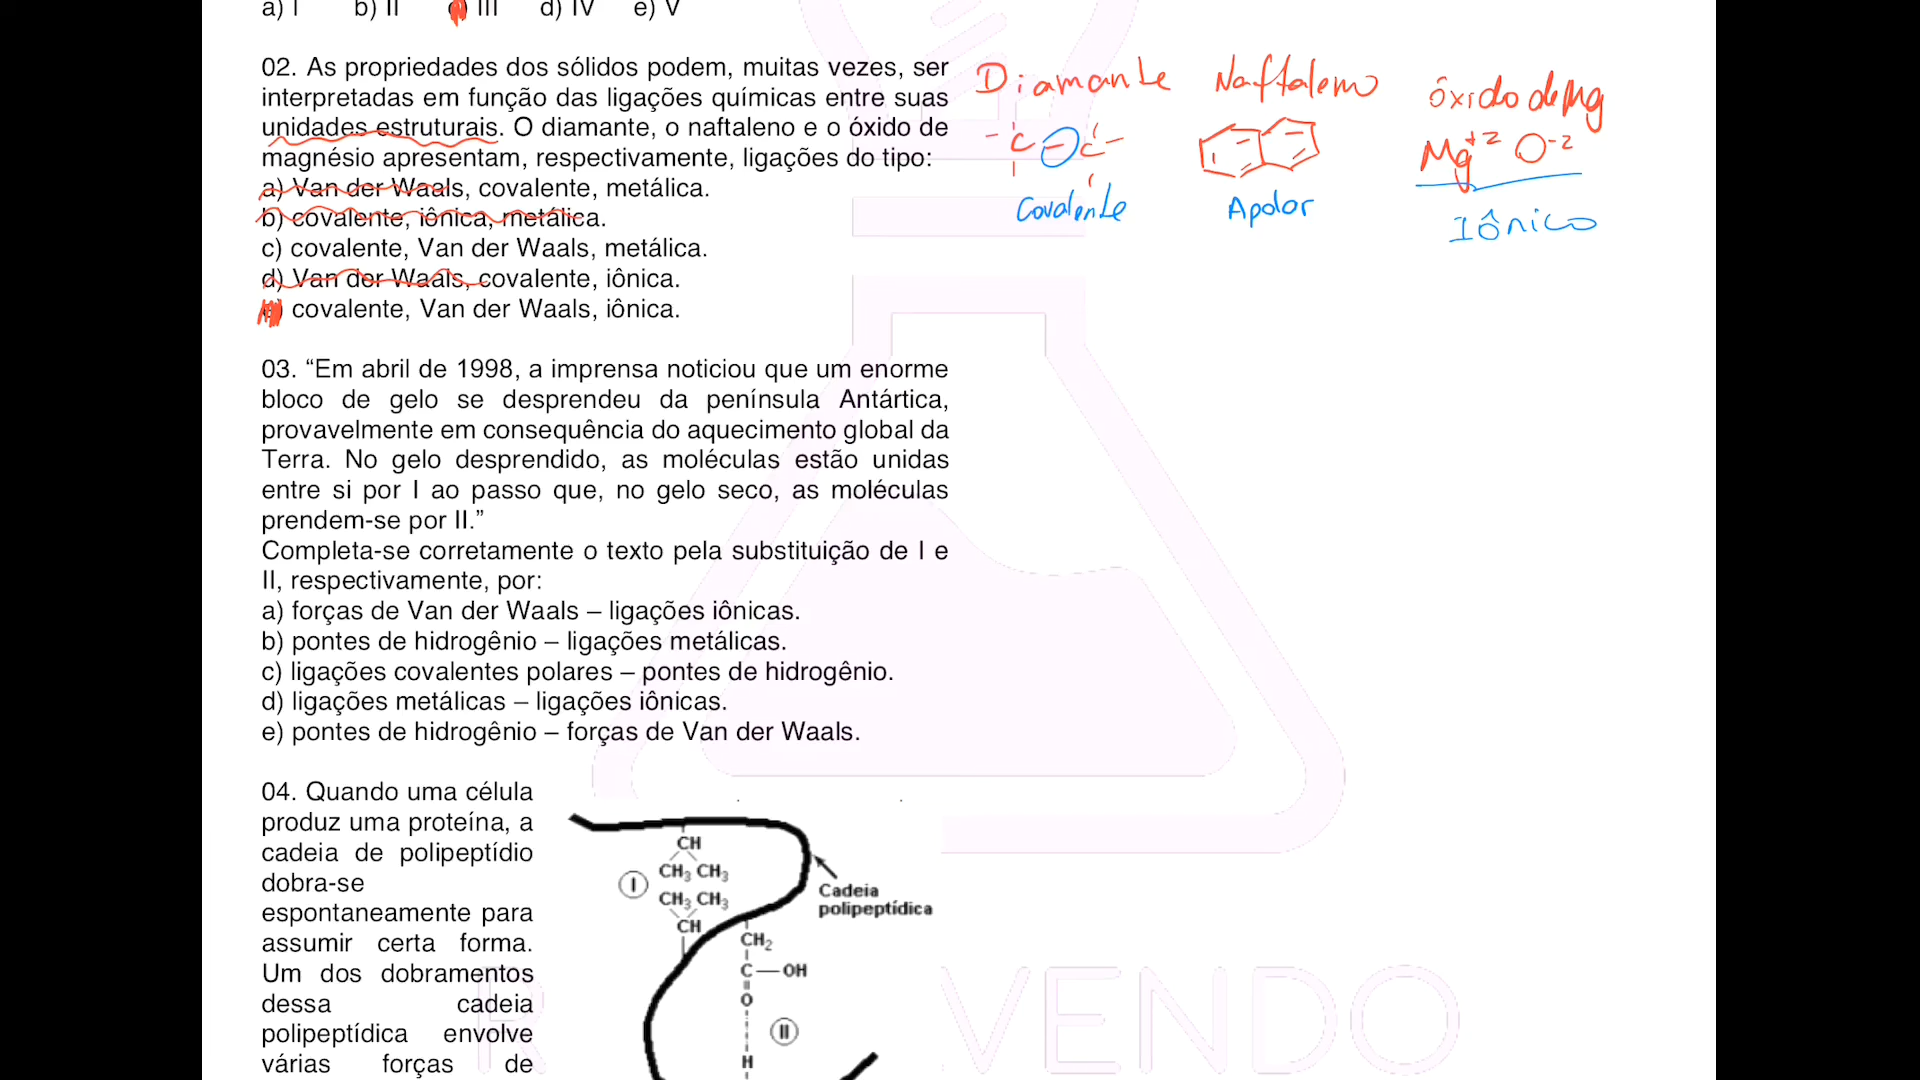 a) I b) II c) III d) IV e) V
02. As propriedades dos sólidos podem, muitas vezes, ser
interpretadas em função das ligações químicas entre suas
unidades estruturais. O diamante, o naftaleno e o óxido de
magnésio apresentam, respectivamente, ligações do tipo:
a) Van der Waals, covalente, metálica.
b) covalente, iônica, metálica.
c) covalente, Van der Waals, metálica.
d) Van der Waals, covalente, iônica.
e) covalente, Van der Waals, iônica.
Diamante Naftaleno óxido de Mg
- C - C - Mg+2 O-2
Covalente Apolar Iônico
03. “Em abril de 1998, a imprensa noticiou que um enorme
bloco de gelo se desprendeu da península Antártica,
provavelmente em consequência do aquecimento global da
Terra. No gelo desprendido, as moléculas estão unidas
entre si por I ao passo que, no gelo seco, as moléculas
prendem-se por II.”
Completa-se corretamente o texto pela substituição de I e
II, respectivamente, por:
a) forças de Van der Waals – ligações iônicas.
b) pontes de hidrogênio – ligações metálicas.
c) ligações covalentes polares – pontes de hidrogênio.
d) ligações metálicas – ligações iônicas.
e) pontes de hidrogênio – forças de Van der Waals.
04. Quando uma célula
produz uma proteína, a
cadeia de polipeptídio
dobra-se
espontaneamente para
assumir certa forma.
Um dos dobramentos
dessa cadeia
polipeptídica envolve
várias forças de
CH
CH3 CH3
I
CH3 CH3
CH
Cadeia
polipeptídica
CH2
C—OH
O
II
H
VENDO